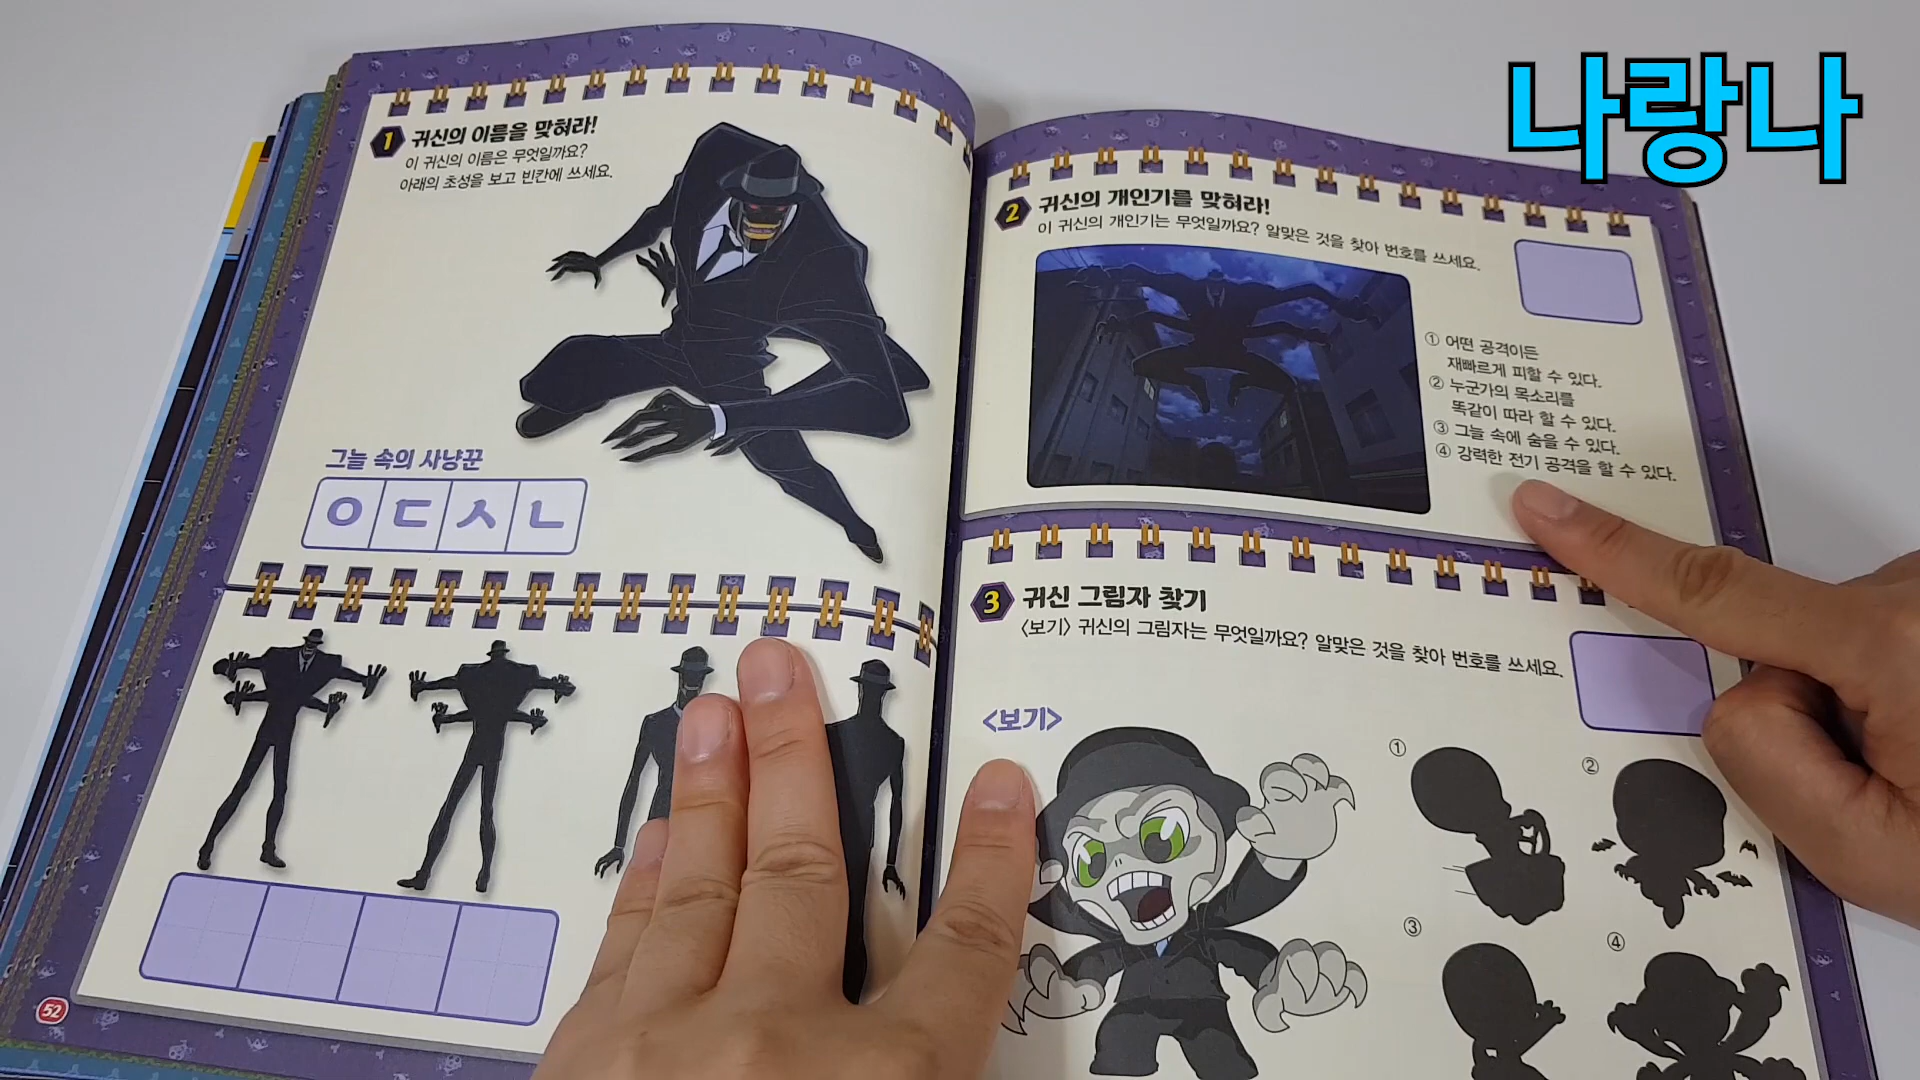 나랑나
1 귀신의 이름을 맞혀라!
이 귀신의 이름은 무엇일까요?
아래의 초성을 보고 빈칸에 쓰세요.
그늘 속의 사냥꾼
ㅇ ㄷ ㅅ ㄴ
52
2 귀신의 개인기를 맞혀라!
이 귀신의 개인기는 무엇일까요? 알맞은 것을 찾아 번호를 쓰세요.
① 어떤 공격이든
재빠르게 피할 수 있다.
② 누군가의 목소리를
똑같이 따라 할 수 있다.
③ 그늘 속에 숨을 수 있다.
④ 강력한 전기 공격을 할 수 있다.
3 귀신 그림자 찾기
<보기> 귀신의 그림자는 무엇일까요? 알맞은 것을 찾아 번호를 쓰세요.
<보기>
①
②
③
④